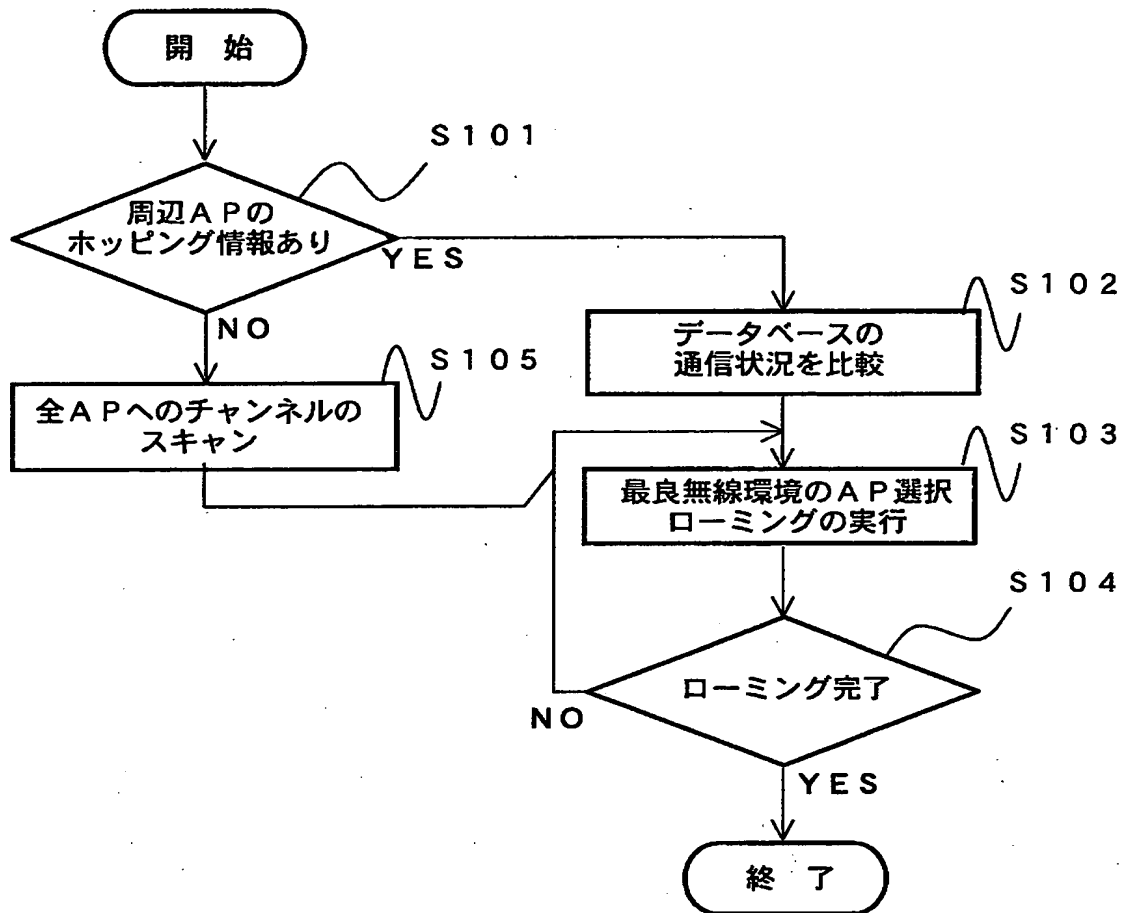 開 始
S101
周辺APの
ホッピング情報あり
YES
NO
S102
データベースの
通信状況を比較
S105
全APへのチャンネルの
スキャン
S103
最良無線環境のAP選択
ローミングの実行
S104
ローミング完了
NO
YES
終 了